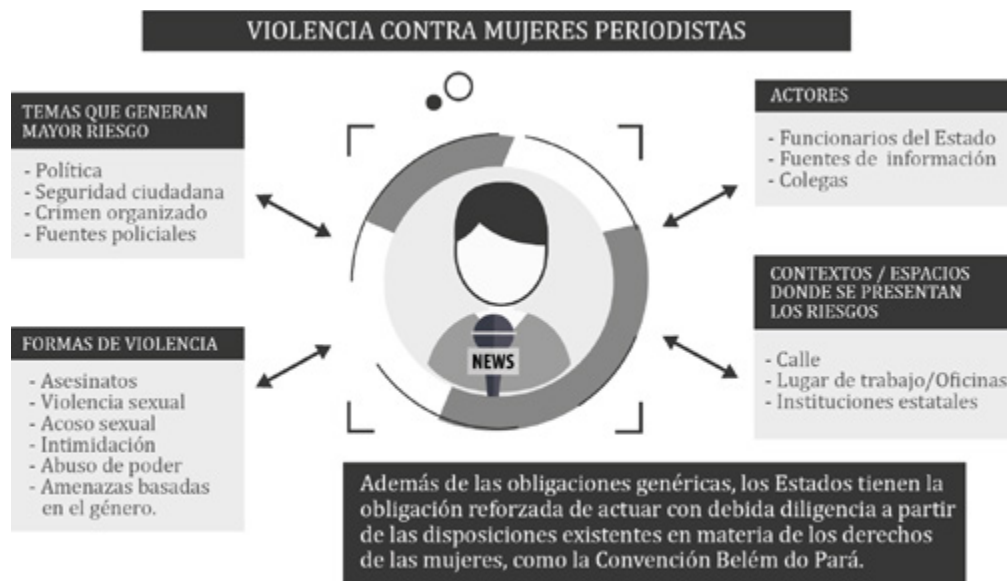 VIOLENCIA CONTRA MUJERES PERIODISTAS
TEMAS QUE GENERAN
MAYOR RIESGO
- Política
- Seguridad ciudadana
- Crimen organizado
- Fuentes policiales
FORMAS DE VIOLENCIA
- Asesinatos
- Violencia sexual
- Acoso sexual
- Intimidación
- Abuso de poder
- Amenazas basadas
en el género.
NEWS
ACTORES
- Funcionarios del Estado
- Fuentes de información
- Colegas
CONTEXTOS / ESPACIOS
DONDE SE PRESENTAN
LOS RIESGOS
- Calle
- Lugar de trabajo/Oficinas
- Instituciones estatales
Además de las obligaciones genéricas, los Estados tienen la
obligación reforzada de actuar con debida diligencia a partir
de las disposiciones existentes en materia de los derechos
de las mujeres, como la Convención Belém do Pará.